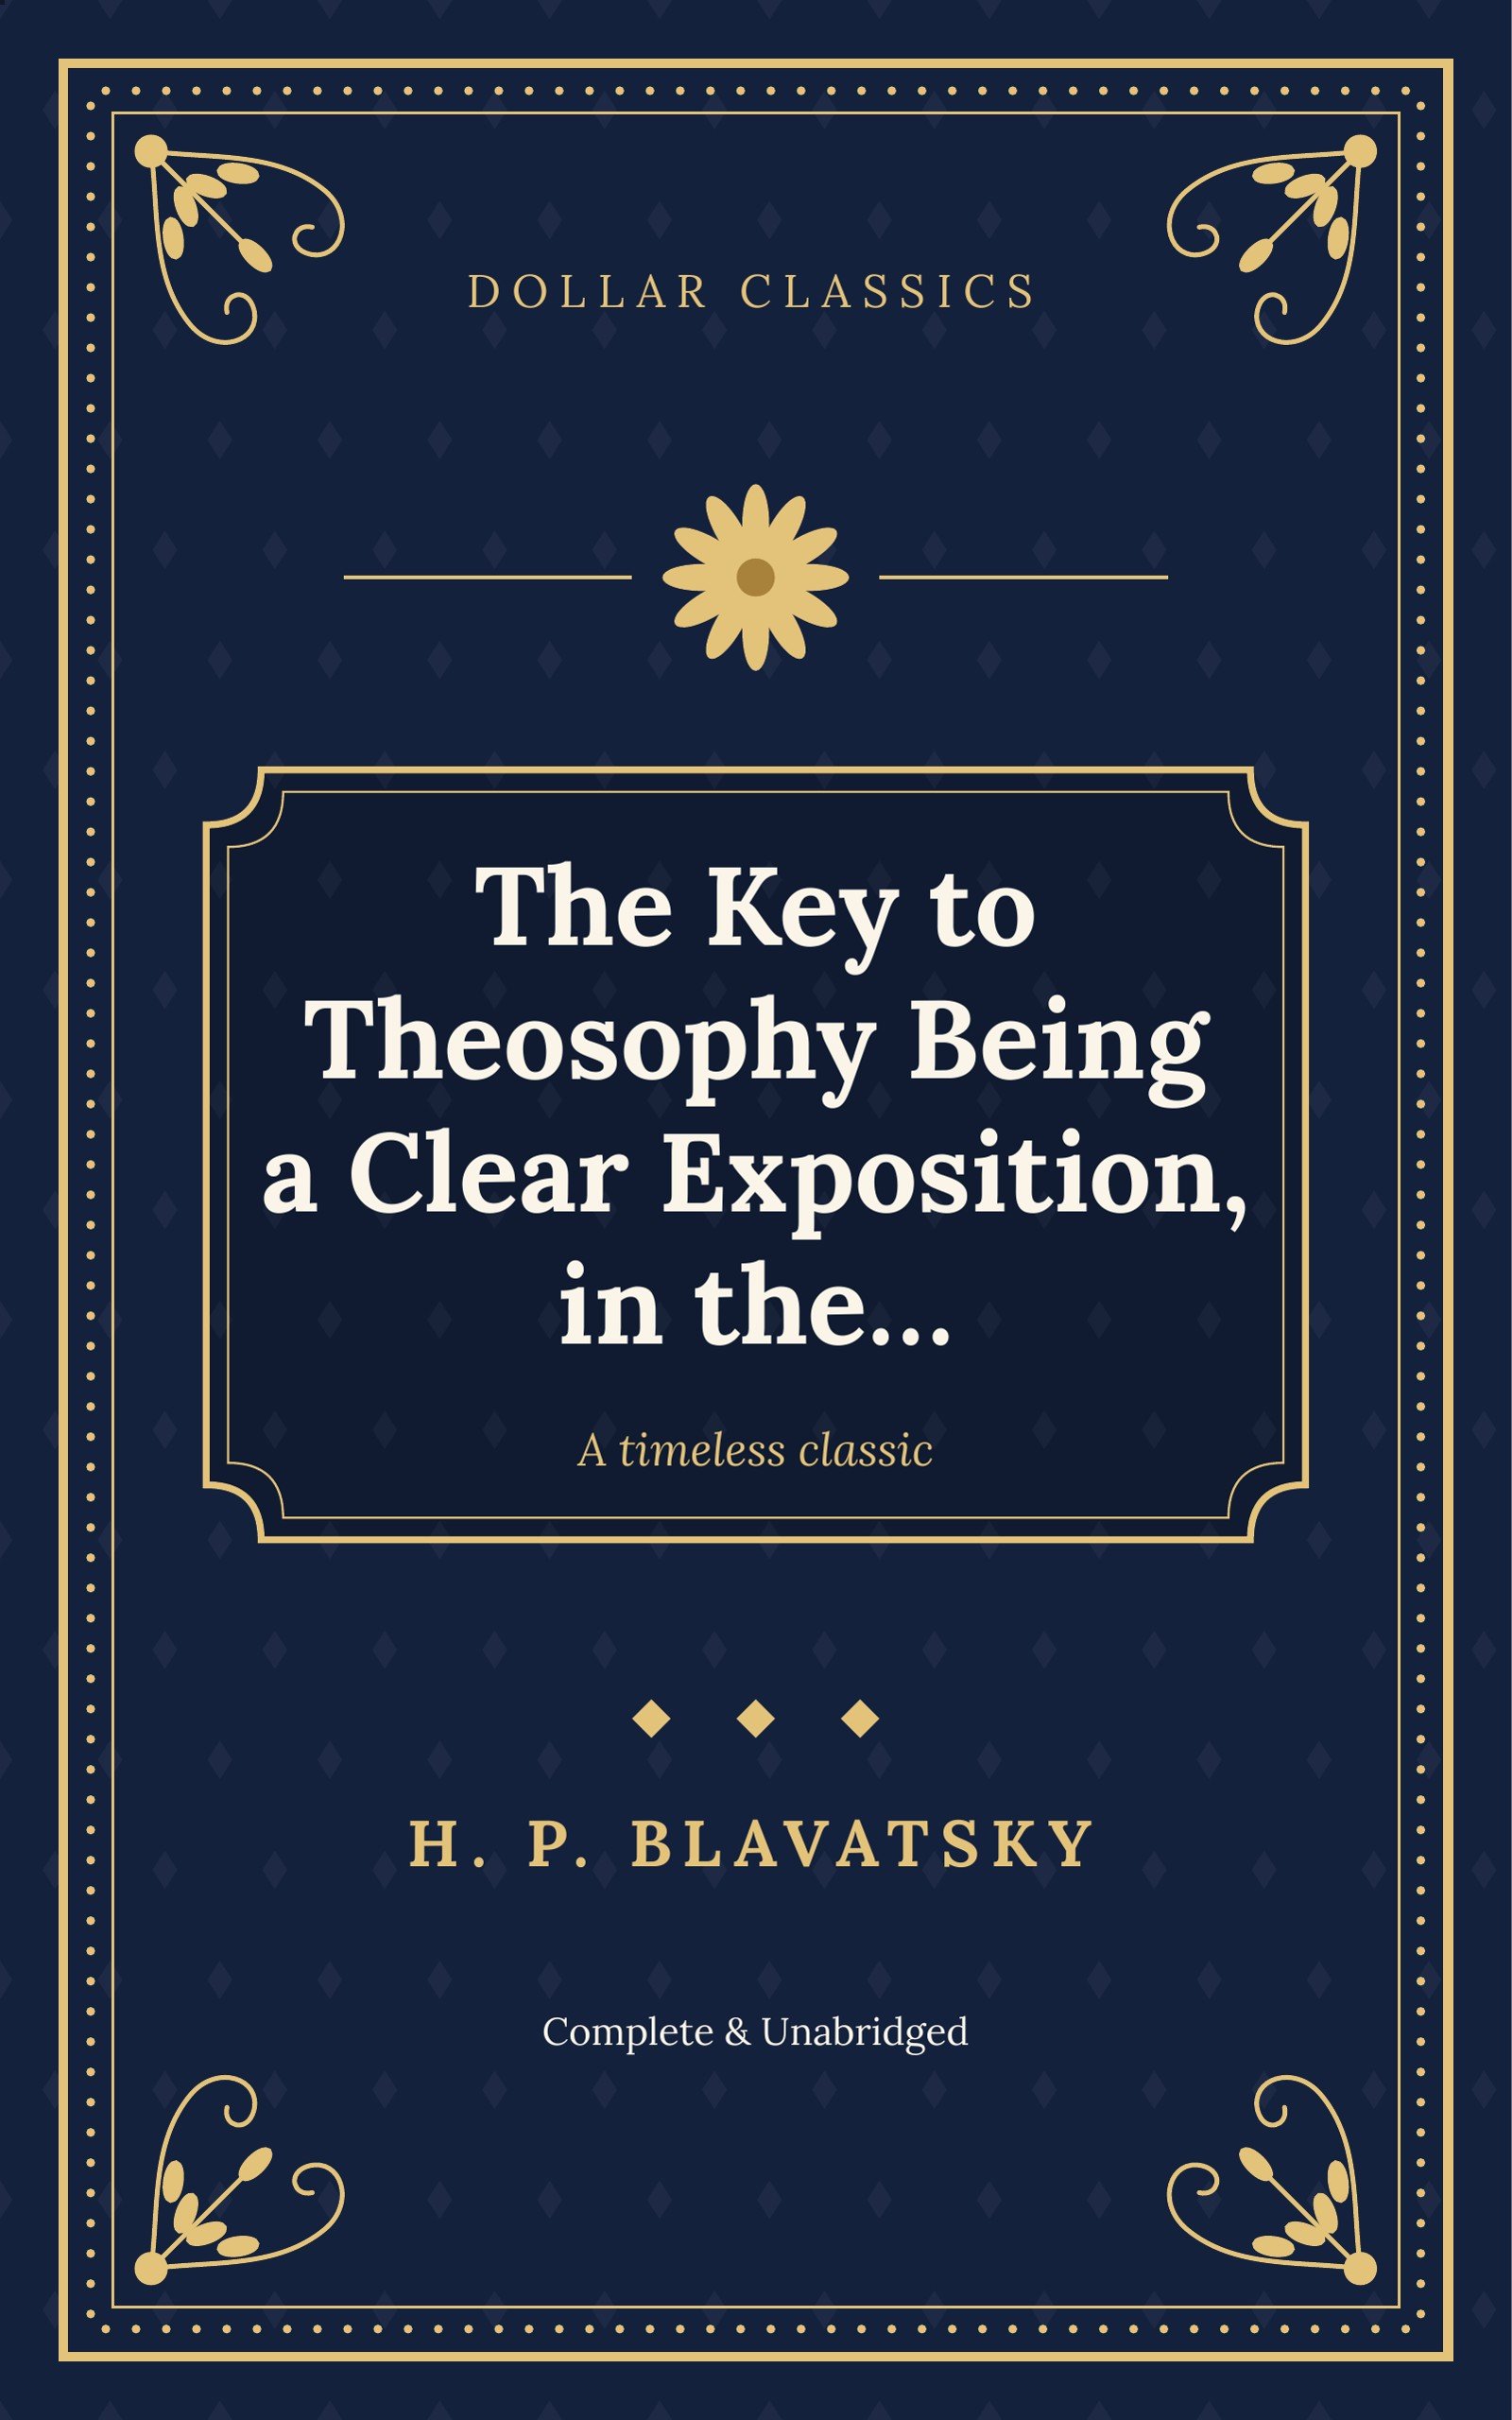 DOLLAR CLASSICS
The Key to
Theosophy Being
a Clear Exposition,
in the...
A timeless classic
H. P. BLAVATSKY
Complete & Unabridged